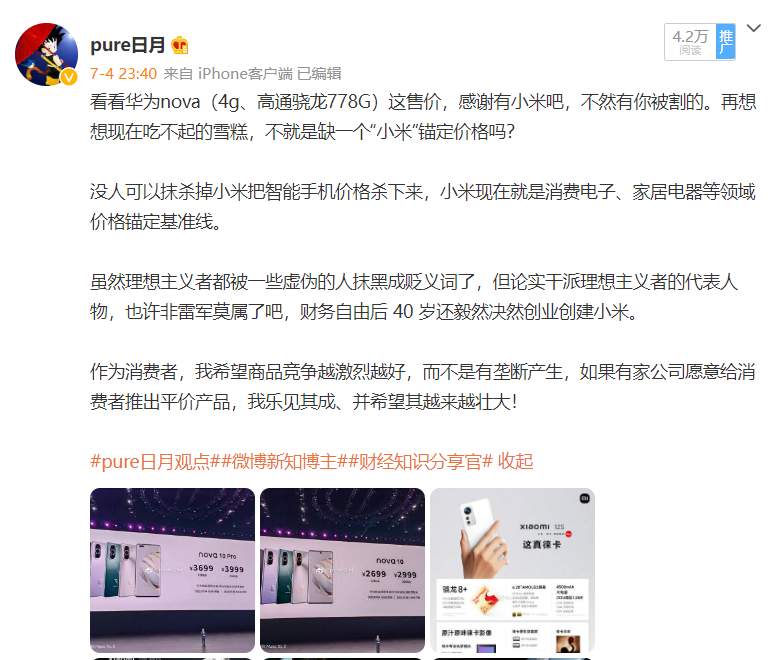 pure日月
4.2万
阅读
推广
7-4 23:40 来自 iPhone客户端 已编辑
看看华为nova（4g、高通骁龙778G）这售价，感谢有小米吧，不然有你被割的。再想
想现在吃不起的雪糕，不就是缺一个“小米”锚定价格吗?
没人可以抹杀掉小米把智能手机价格杀下来，小米现在就是消费电子、家居电器等领域
价格锚定基准线。
虽然理想主义者都被一些虚伪的人抹黑成贬义词了，但论实干派理想主义者的代表人
物，也许非雷军莫属了吧，财务自由后 40 岁还毅然决然创业创建小米。
作为消费者，我希望商品竞争越激烈越好，而不是有垄断产生，如果有家公司愿意给消
费者推出平价产品，我乐见其成、并希望其越来越壮大！
#pure日月观点##微博新知博主##财经知识分享官# 收起
nova 10 Pro
¥3699 ¥3999
nova 10
¥2699 ¥2999
xiaomi 12S
这真徕卡
骁龙8+
6.28" AMOLED
4500mAh
原汁原味徕卡影像